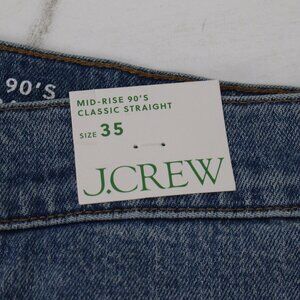 90'S
MID-RISE 90'S
CLASSIC STRAIGHT
SIZE 35
J.CREW